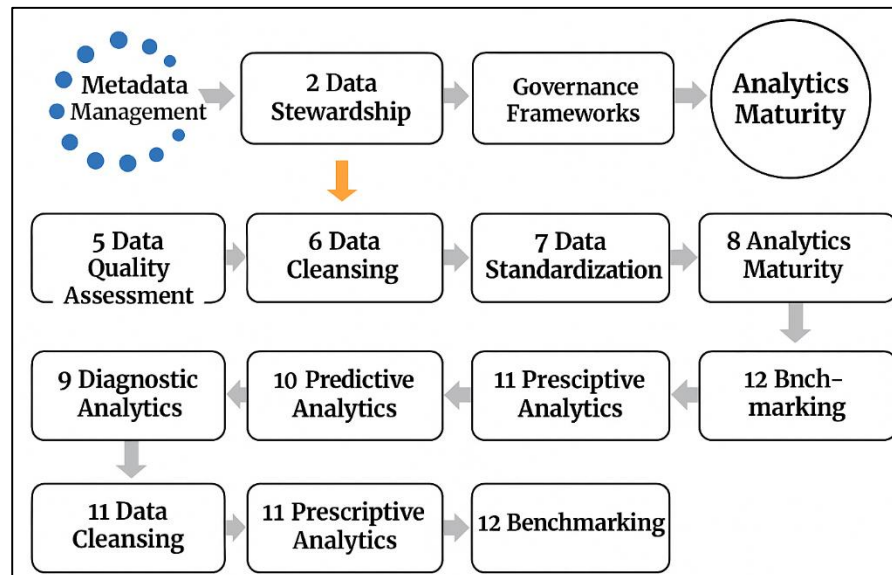 Metadata
Management
2 Data
Stewardship
Governance
Frameworks
Analytics
Maturity
5 Data
Quality
Assessment
6 Data
Cleansing
7 Data
Standardization
8 Analytics
Maturity
9 Diagnostic
Analytics
10 Predictive
Analytics
11 Presciptive
Analytics
12 Bnch-
marking
11 Data
Cleansing
11 Prescriptive
Analytics
12 Benchmarking